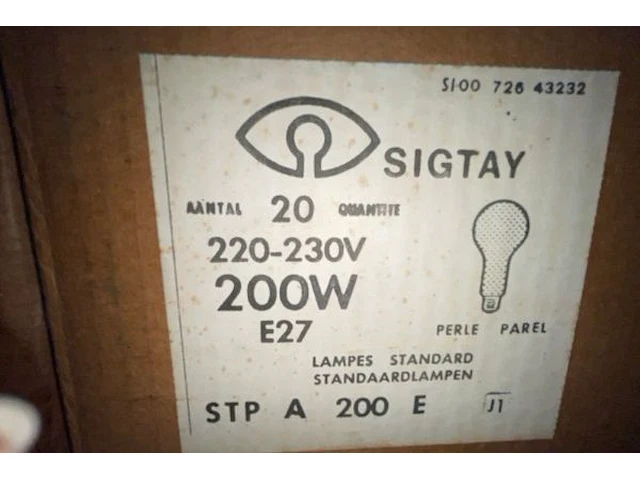 SI·00 726 43232
SIGTAY
AANTAL 20 QUANTITE
220-230V
200W
E27
PERLE PAREL
LAMPES STANDARD
STANDAARDLAMPEN
STP A 200 E J1